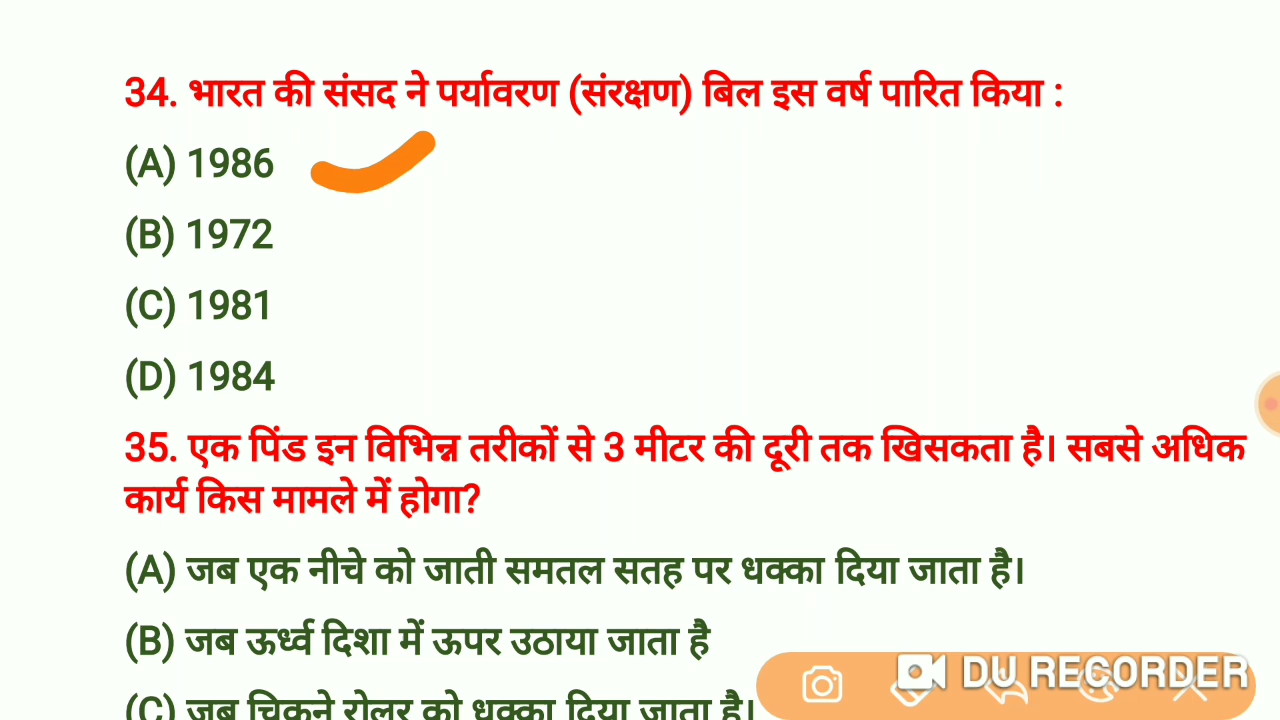 34. भारत की संसद ने पर्यावरण (संरक्षण) बिल इस वर्ष पारित किया :
(A) 1986
(B) 1972
(C) 1981
(D) 1984
35. एक पिंड इन विभिन्न तरीकों से 3 मीटर की दूरी तक खिसकता है। सबसे अधिक
कार्य किस मामले में होगा?
(A) जब एक नीचे को जाती समतल सतह पर धक्का दिया जाता है।
(B) जब ऊर्ध्व दिशा में ऊपर उठाया जाता है
(C) जब चिकने रोलर को धक्का दिया जाता है।
DU RECORDER